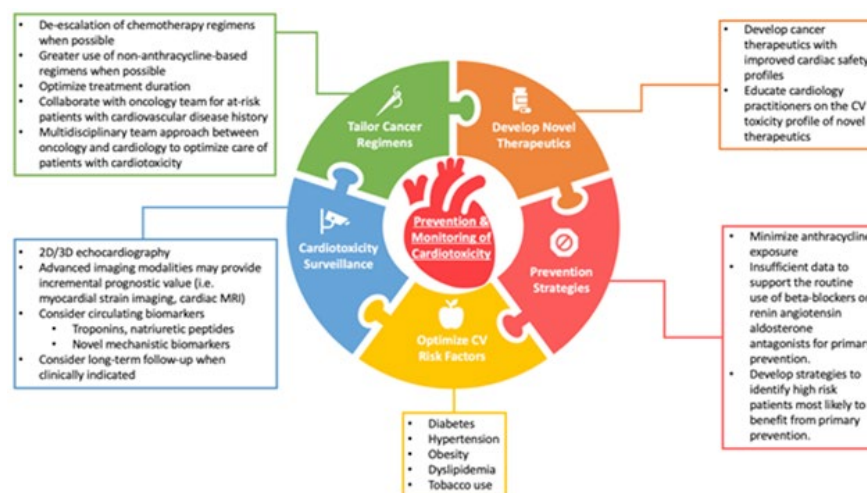 • De-escalation of chemotherapy regimens
when possible
• Greater use of non-anthracycline-based
regimens when possible
• Optimize treatment duration
• Collaborate with oncology team for at-risk
patients with cardiovascular disease history
• Multidisciplinary team approach between
oncology and cardiology to optimize care of
patients with cardiotoxicity
• Develop cancer
therapeutics with
improved cardiac safety
profiles
• Educate cardiology
practitioners on the CV
toxicity profile of novel
therapeutics
Tailor Cancer
Regimens
Develop Novel
Therapeutics
Prevention &
Monitoring of
Cardiotoxicity
Cardiotoxicity
Surveillance
Prevention
Strategies
Optimize CV
Risk Factors
• 2D/3D echocardiography
• Advanced imaging modalities may provide
incremental prognostic value (i.e.
myocardial strain imaging, cardiac MRI)
• Consider circulating biomarkers
• Troponins, natriuretic peptides
• Novel mechanistic biomarkers
• Consider long-term follow-up when
clinically indicated
• Minimize anthracycline
exposure
• Insufficient data to
support the routine
use of beta-blockers or
renin angiotensin
aldosterone
antagonists for primary
prevention.
• Develop strategies to
identify high risk
patients most likely to
benefit from primary
prevention.
• Diabetes
• Hypertension
• Obesity
• Dyslipidemia
• Tobacco use